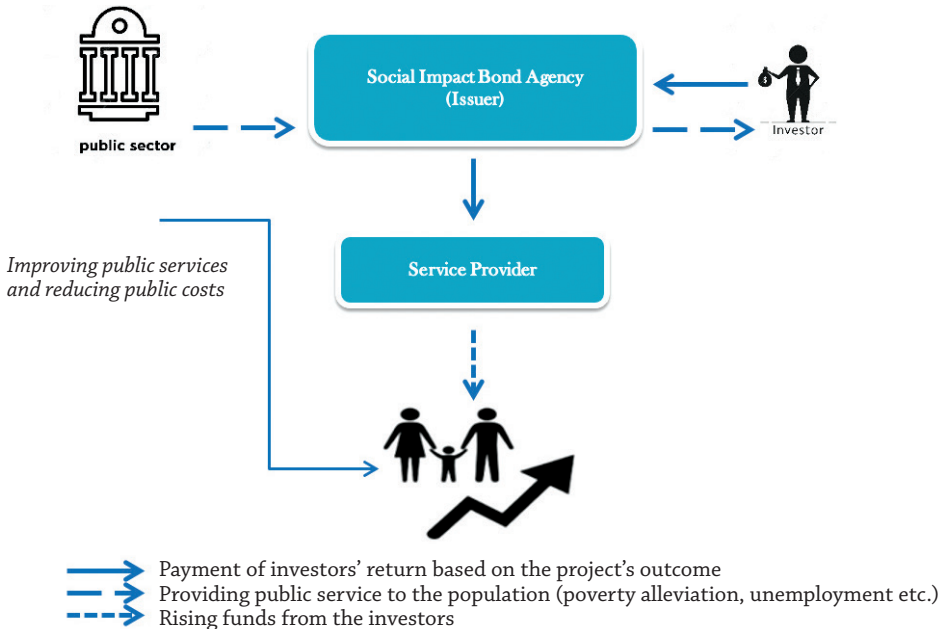 Social Impact Bond Agency
(Issuer)
$
Investor
public sector
Improving public services
and reducing public costs
Service Provider
Payment of investors’ return based on the project’s outcome
Providing public service to the population (poverty alleviation, unemployment etc.)
Rising funds from the investors